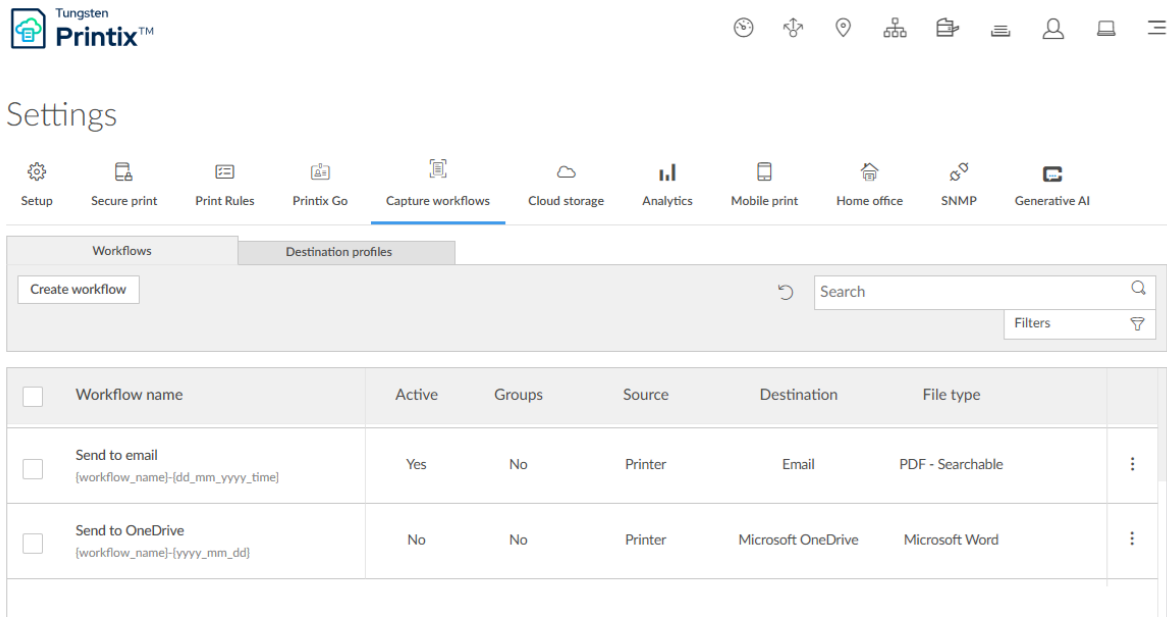 Tungsten
Printix™
Settings
Setup Secure print Print Rules Printix Go Capture workflows Cloud storage Analytics Mobile print Home office SNMP Generative AI
Workflows Destination profiles
Create workflow Search
Filters
Workflow name Active Groups Source Destination File type
Send to email
{workflow_name}-{dd_mm_yyyy_time}
Yes No Printer Email PDF - Searchable
Send to OneDrive
{workflow_name}-{yyyy_mm_dd}
No No Printer Microsoft OneDrive Microsoft Word